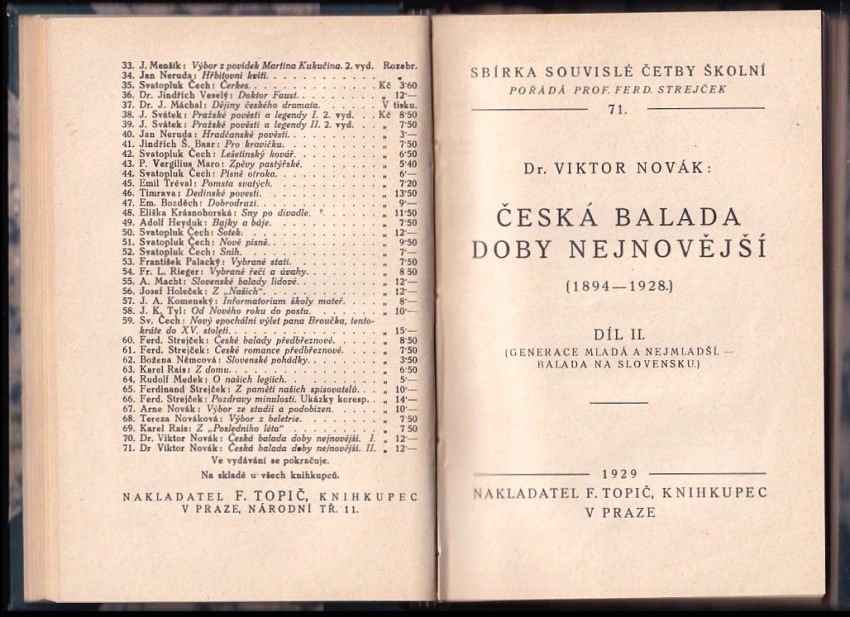 33. J. Menšík: Výbor z povídek Martina Kukučína. 2. vyd. Rozebr.
34. Jan Neruda: Hřbitovní kvítí. „
35. Svatopluk Čech: Čerkes. Kč 3·60
36. Dr. Jindřich Veselý: Doktor Faust. „ 12·—
37. Dr. J. Máchal: Dějiny českého dramata. V tisku.
38. J. Svátek: Pražské pověsti a legendy I. 2. vyd. Kč 8·50
39. J. Svátek: Pražské pověsti a legendy II. 2. vyd. „ 7·50
40. Jan Neruda: Hradčanské pověsti. „ 3·—
41. Jindřich Š. Baar: Pro kravičku. „ 7·50
42. Svatopluk Čech: Lešetínský kovář. „ 6·50
43. P. Vergilius Maro: Zpěvy pastýřské. „ 5·40
44. Svatopluk Čech: Písně otroka. „ 6·—
45. Emil Tréval: Pomsta svatých. „ 7·20
46. Timrava: Dedinské povesti. „ 13·50
47. Em. Bozděch: Dobrodruzi. „ 9·—
48. Eliška Krásnohorská: Sny po divadle. „ 11·50
49. Adolf Heyduk: Bajky a báje. „ 7·50
50. Svatopluk Čech: Šotek. „ 12·—
51. Svatopluk Čech: Nové písně. „ 9·50
52. Svatopluk Čech: Sníh. „ 7·—
53. František Palacký: Vybrané stati. „ 7·50
54. Fr. L. Rieger: Vybrané řeči a úvahy. „ 8 50
55. A. Macht: Slovenské balady lidové. „ 12·—
56. Josef Holeček: Z „Našich“. „ 12·—
57. J. A. Komenský: Informatorium školy mateř. „ 8·—
58. J. K. Tyl: Od Nového roku do postu. „ 10·—
59. Sv. Čech: Nový epochální výlet pana Broučka, tento-
kráte do XV. století. „ 15·—
60. Ferd. Strejček: České balady předbřeznové. „ 8·50
61. Ferd. Strejček: České romance předbřeznové. „ 7·50
62. Božena Němcová: Slovenské pohádky. „ 3·50
63. Karel Rais: Z domu. „ 6·50
64. Rudolf Medek: O našich legiích. „ 5·—
65. Ferdinand Strejček: Z paměti našich spisovatelů. „ 10·—
66. Ferd. Strejček: Pozdravy minulosti. Ukázky koresp. „ 14·—
67. Arne Novák: Výbor ze studií a podobizen. „ 10·—
68. Tereza Nováková: Výbor z beletrie. „ 7 50
69. Karel Rais: Z „Posledního léta“ „ 7 50
70. Dr. Viktor Novák: Česká balada doby nejnovější. I. „ 12·—
71. Dr Viktor Novák: Česká balada doby nejnovější. II. „ 12·—
Ve vydávání se pokračuje.
Na skladě u všech knihkupců.
NAKLADATEL F. TOPIČ, KNIHKUPEC
V PRAZE, NÁRODNÍ TŘ. 11.
SBÍRKA SOUVISLÉ ČETBY ŠKOLNÍ
POŘÁDÁ PROF. FERD. STREJČEK
71.
Dr. VIKTOR NOVÁK:
ČESKÁ BALADA
DOBY NEJNOVĚJŠÍ
(1894—1928.)
DÍL II.
(GENERACE MLADÁ A NEJMLADŠÍ. —
BALADA NA SLOVENSKU.)
1929
NAKLADATEL F. TOPIČ, KNIHKUPEC
V PRAZE